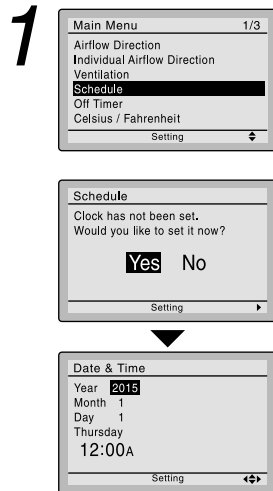 1
Main Menu 1/3
Airflow Direction
Individual Airflow Direction
Ventilation
Schedule
Off Timer
Celsius / Fahrenheit
Setting
Schedule
Clock has not been set.
Would you like to set it now?
Yes No
Setting
Date & Time
Year 2015
Month 1
Day 1
Thursday
12:00A
Setting